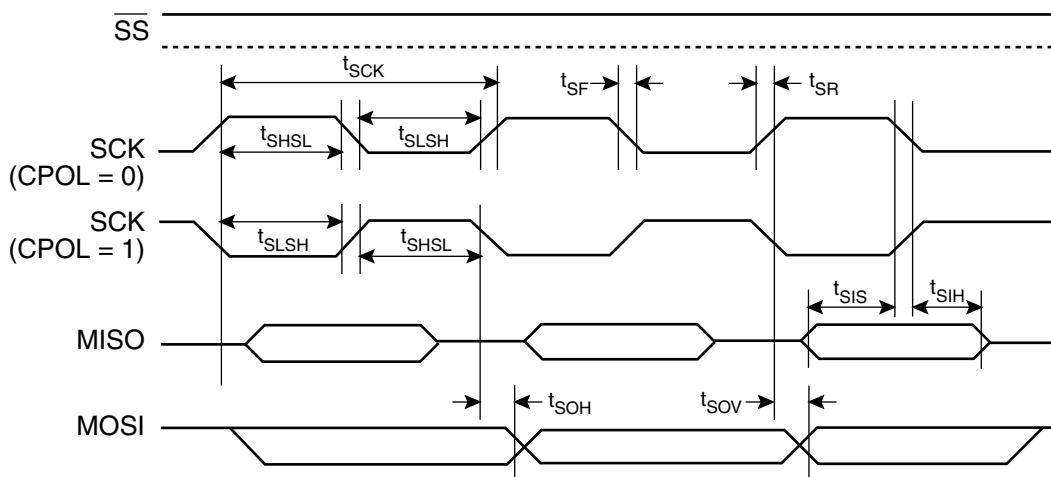 SS
tSCK
tSF
tSR
tSHSL
tSLSH
SCK
(CPOL = 0)
SCK
(CPOL = 1)
tSLSH
tSHSL
tSIS
tSIH
MISO
tSOH
tSOV
MOSI